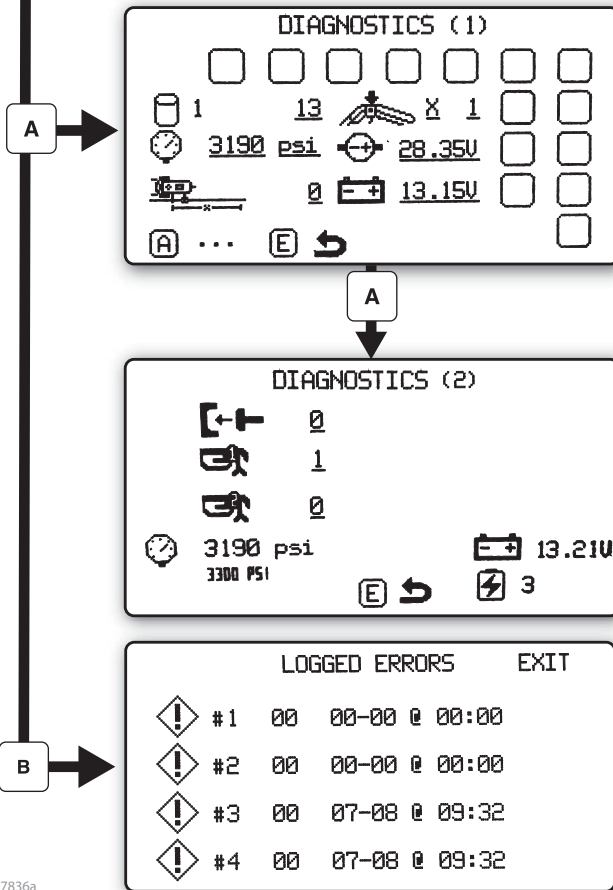 DIAGNOSTICS (1)
1 13 X 1
A
3190 psi 28.35V
0 13.15V
A ... E
A
DIAGNOSTICS (2)
0
1 1
2 0
3190 psi 13.21V
3300 PSI
E 3
LOGGED ERRORS EXIT
#1 00 00-00 @ 00:00
#2 00 00-00 @ 00:00
B
#3 00 07-08 @ 09:32
#4 00 07-08 @ 09:32
7836a